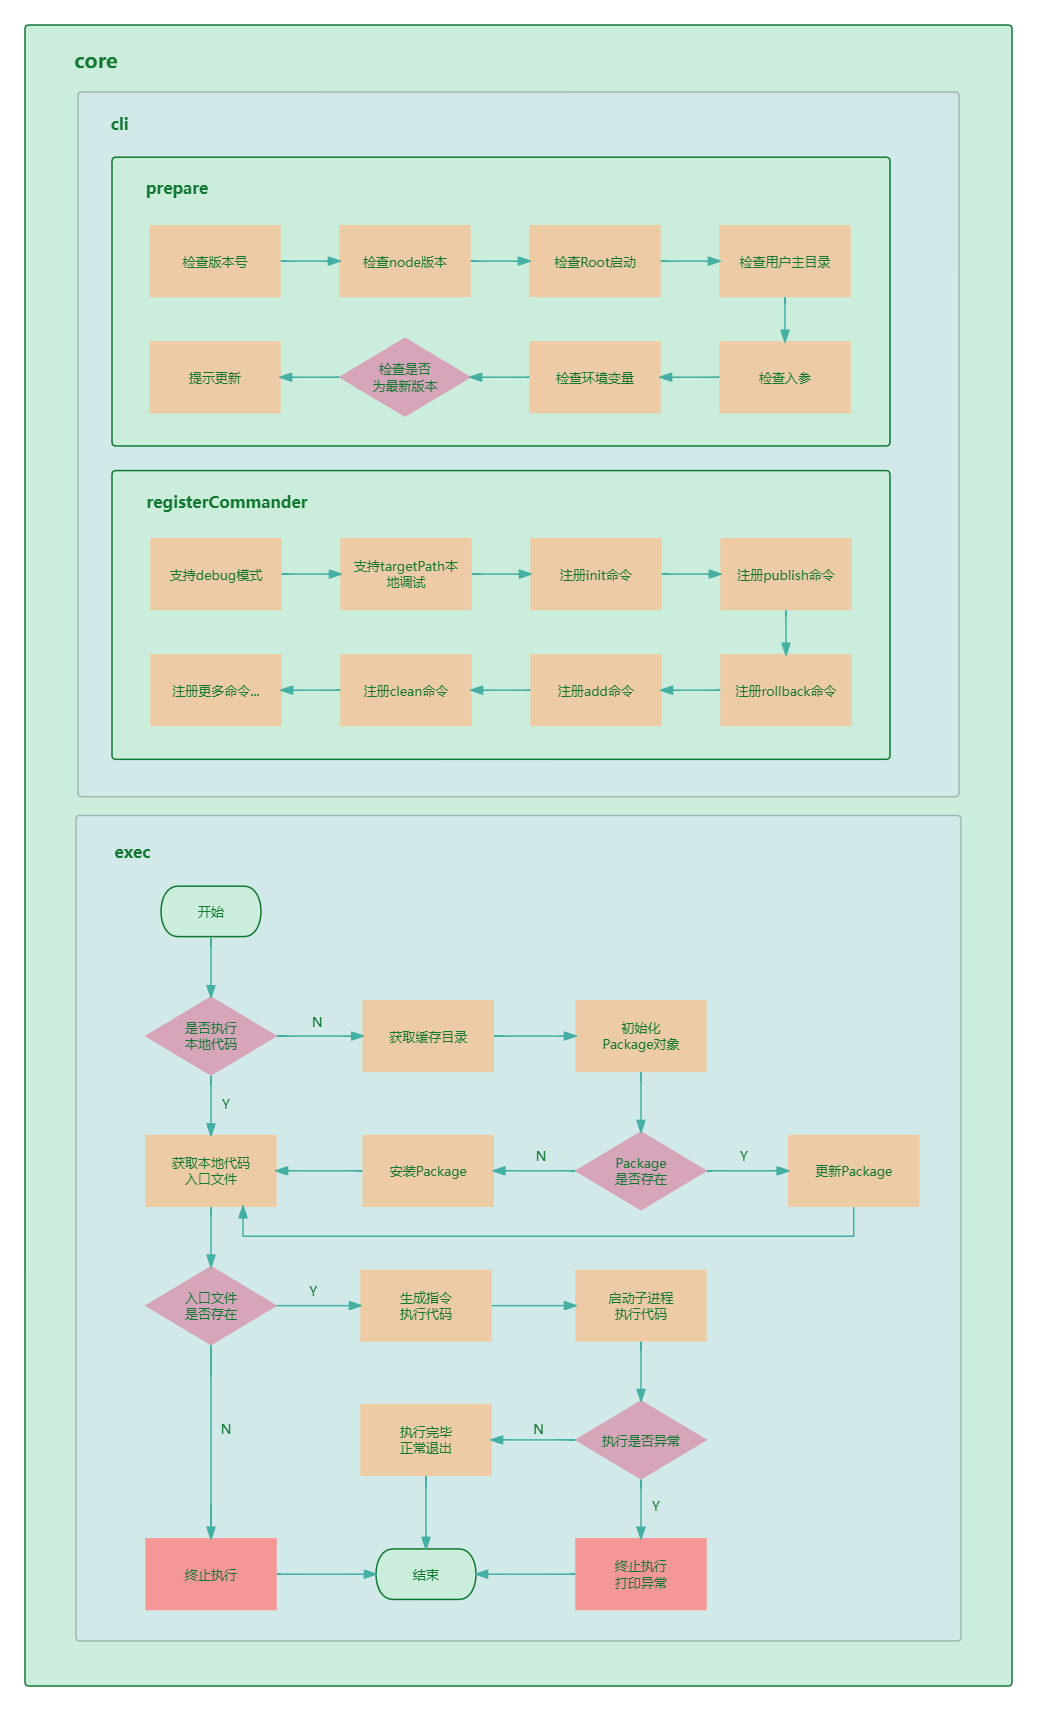 core
cli
prepare
检查版本号
检查node版本
检查Root启动
检查用户主目录
提示更新
检查是否
为最新版本
检查环境变量
检查入参
registerCommander
支持debug模式
支持targetPath本
地调试
注册init命令
注册publish命令
注册更多命令...
注册clean命令
注册add命令
注册rollback命令
exec
开始
是否执行
本地代码
N
获取缓存目录
初始化
Package对象
Y
获取本地代码
入口文件
安装Package
N
Package
是否存在
Y
更新Package
入口文件
是否存在
Y
生成指令
执行代码
启动子进程
执行代码
N
执行完毕
正常退出
N
执行是否异常
Y
终止执行
结束
终止执行
打印异常